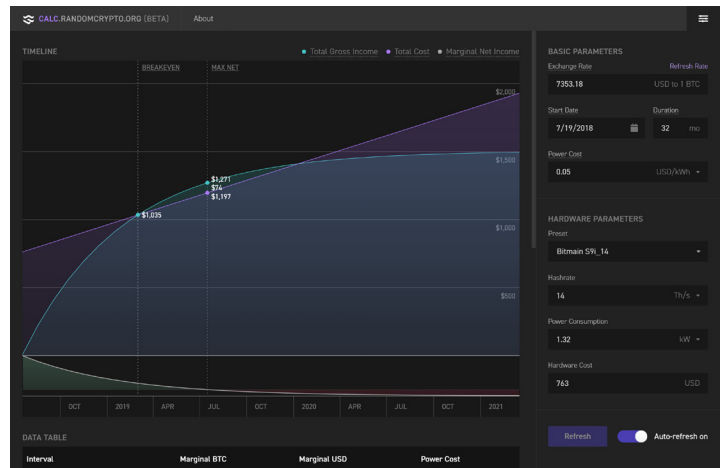 CALC.RANDOMCRYPTO.ORG (BETA) About
TIMELINE
Total Gross Income Total Cost Marginal Net Income
BREAKEVEN MAX NET
$2,000
$1,500
$1,000
$500
$1,271
$74
$1,197
$1,035
OCT 2019 APR JUL OCT 2020 APR JUL OCT 2021
DATA TABLE
Interval Marginal BTC Marginal USD Power Cost
BASIC PARAMETERS
Exchange Rate Refresh Rate
7353.18 USD to 1 BTC
Start Date Duration
7/19/2018 32 mo
Power Cost
0.05 USD/kWh
HARDWARE PARAMETERS
Preset
Bitmain S9i_14
Hashrate
14 Th/s
Power Consumption
1.32 kW
Hardware Cost
763 USD
Refresh Auto-refresh on